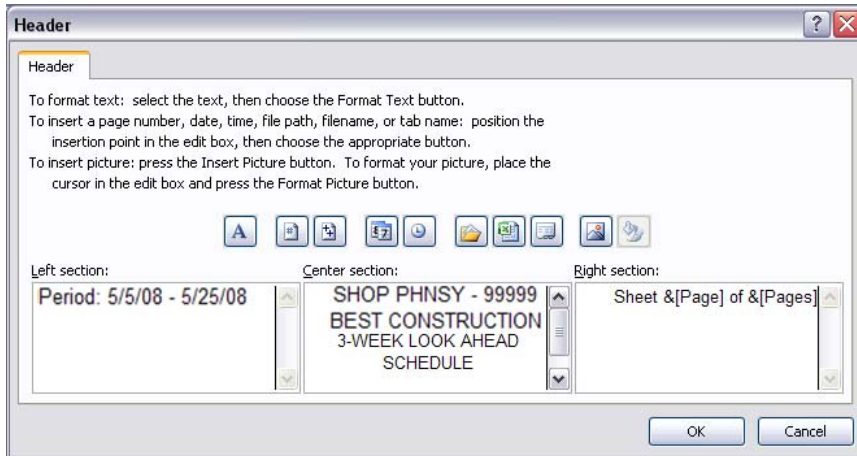 Header
Header
To format text: select the text, then choose the Format Text button.
To insert a page number, date, time, file path, filename, or tab name: position the
insertion point in the edit box, then choose the appropriate button.
To insert picture: press the Insert Picture button. To format your picture, place the
cursor in the edit box and press the Format Picture button.
A
Left section:
Center section:
Right section:
Period: 5/5/08 - 5/25/08
SHOP PHNSY - 99999
BEST CONSTRUCTION
3-WEEK LOOK AHEAD
SCHEDULE
Sheet &[Page] of &[Pages]
OK
Cancel